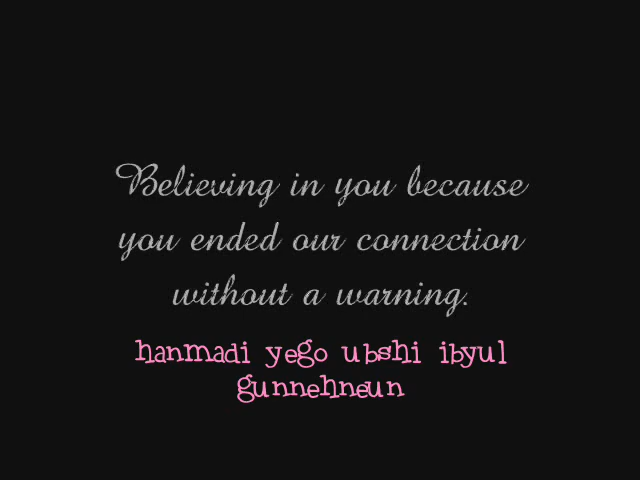 Believing in you because
you ended our connection
without a warning.
hanmadi yego ubshi ibyul
gunnehneun